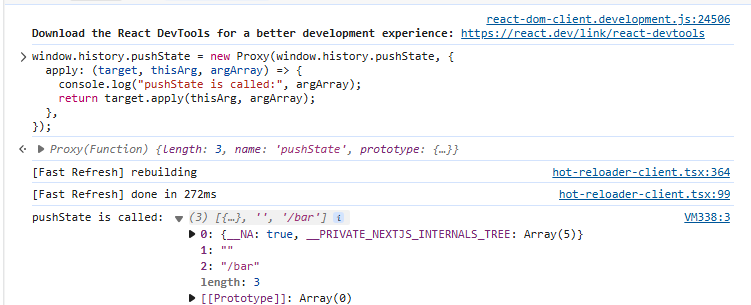 react-dom-client.development.js:24506
Download the React DevTools for a better development experience: https://react.dev/link/react-devtools
window.history.pushState = new Proxy(window.history.pushState, {
  apply: (target, thisArg, argArray) => {
    console.log("pushState is called:", argArray);
    return target.apply(thisArg, argArray);
  },
});
Proxy(Function) {length: 3, name: 'pushState', prototype: {…}}
[Fast Refresh] rebuilding hot-reloader-client.tsx:364
[Fast Refresh] done in 272ms hot-reloader-client.tsx:99
pushState is called: (3) [{…}, '', '/bar'] i VM338:3
0: {__NA: true, __PRIVATE_NEXTJS_INTERNALS_TREE: Array(5)}
1: ""
2: "/bar"
length: 3
[[Prototype]]: Array(0)